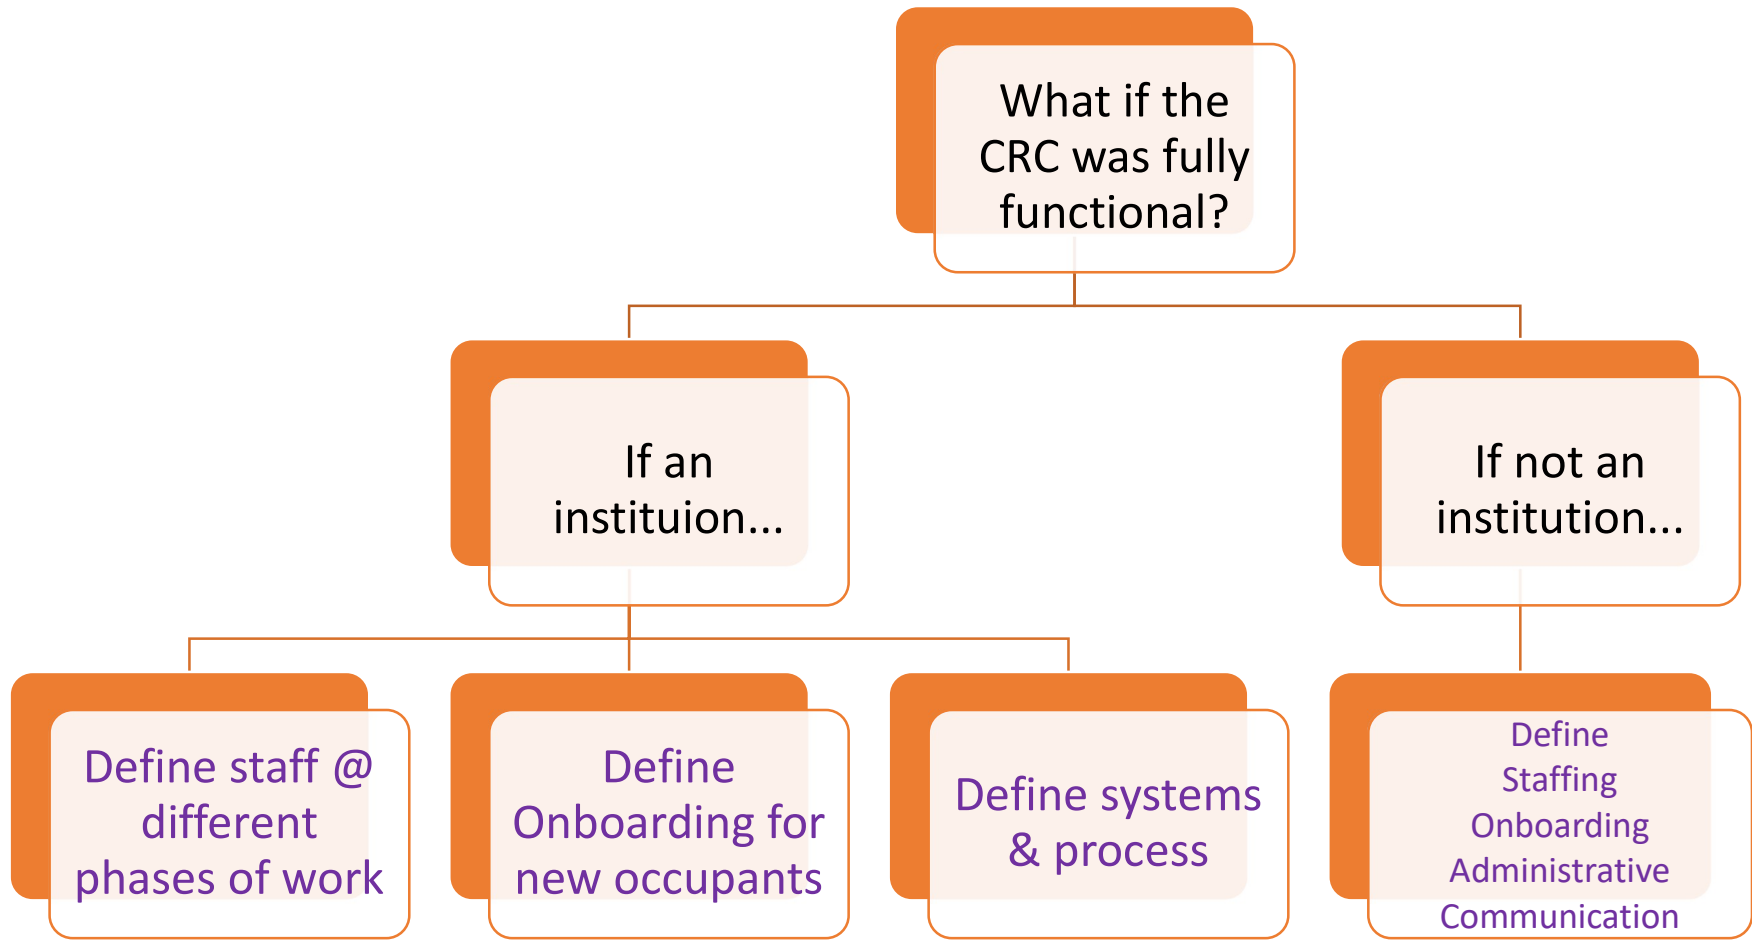 What if the
CRC was fully
functional?
If an
instituion...
If not an
institution...
Define staff @
different
phases of work
Define
Onboarding for
new occupants
Define systems
& process
Define
Staffing
Onboarding
Administrative
Communication